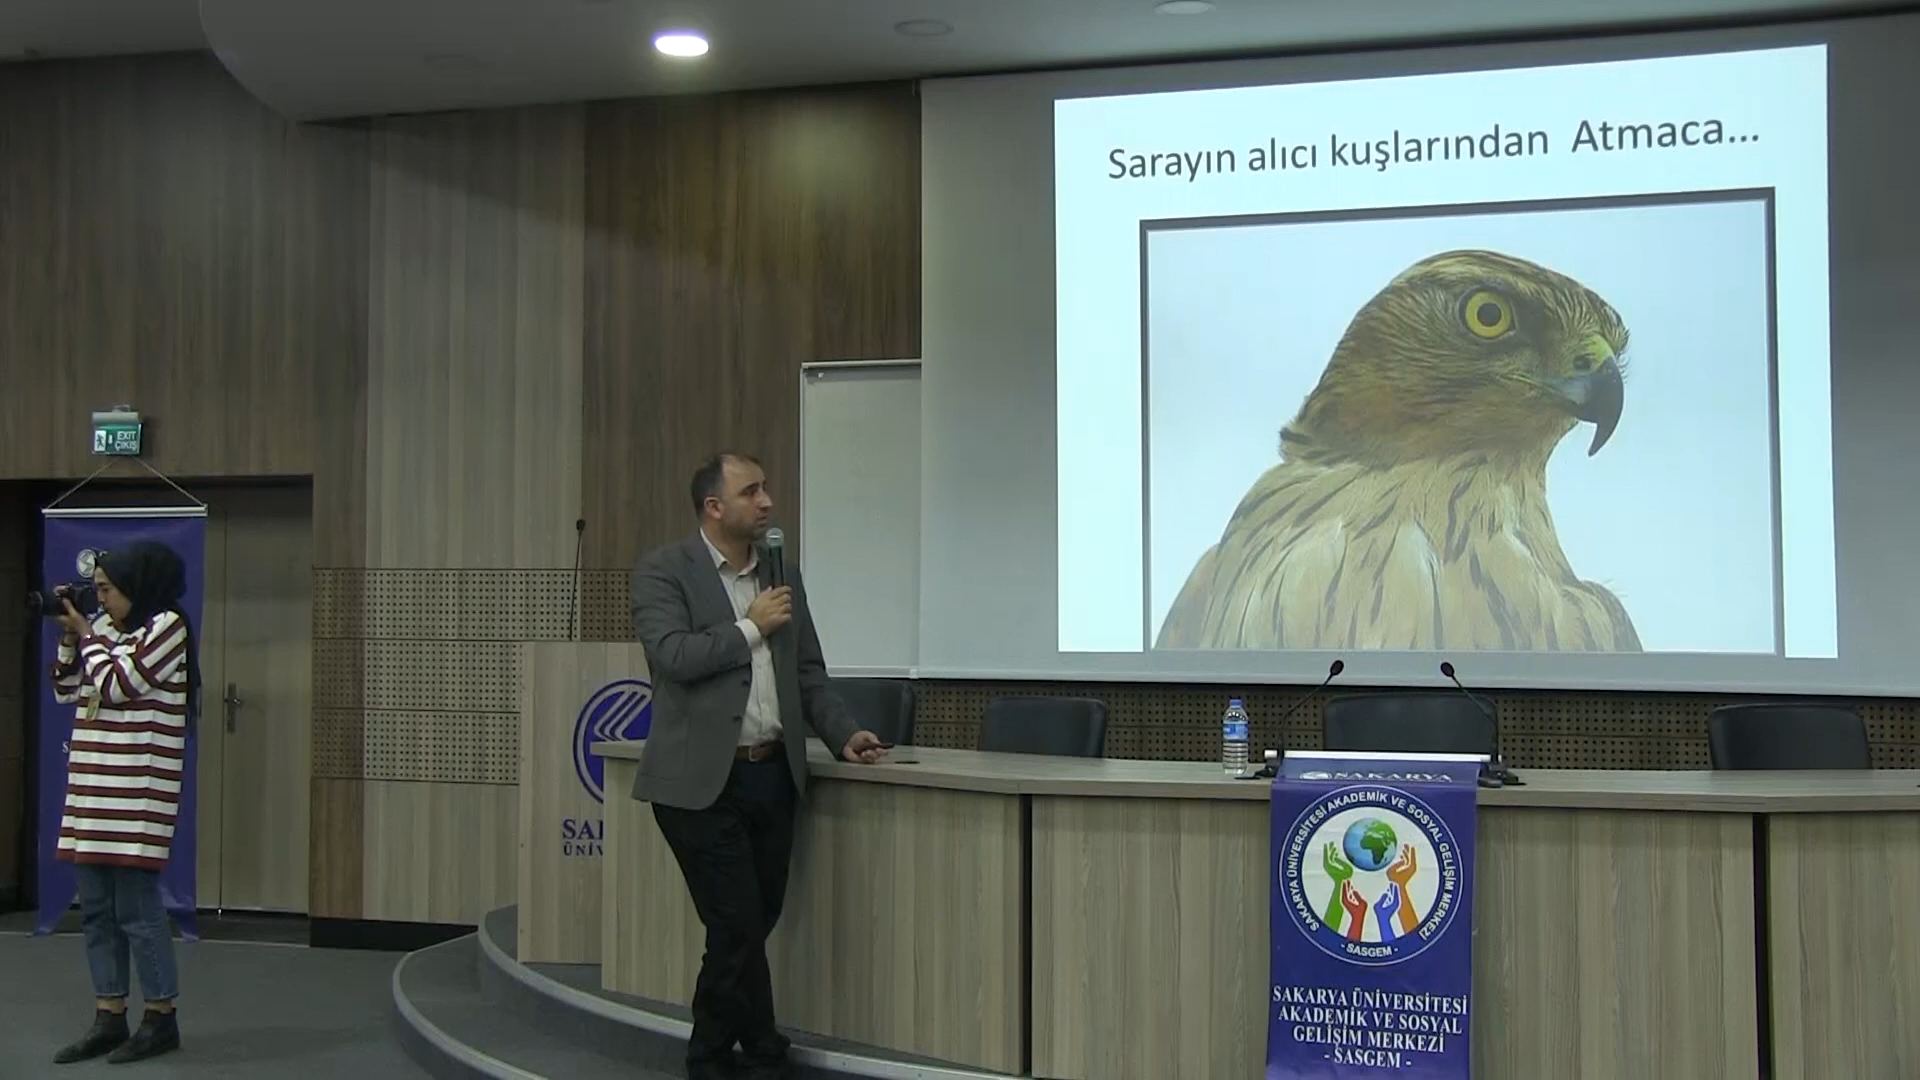 Sarayın alıcı kuşlarından Atmaca...
EXIT
ÇIKIŞ
SAKARYA
SAKARYA ÜNİVERSİTESİ AKADEMİK VE SOSYAL GELİŞİM MERKEZİ
- SASGEM -
SAKARYA ÜNİVERSİTESİ
AKADEMİK VE SOSYAL
GELİŞİM MERKEZİ
- SASGEM -